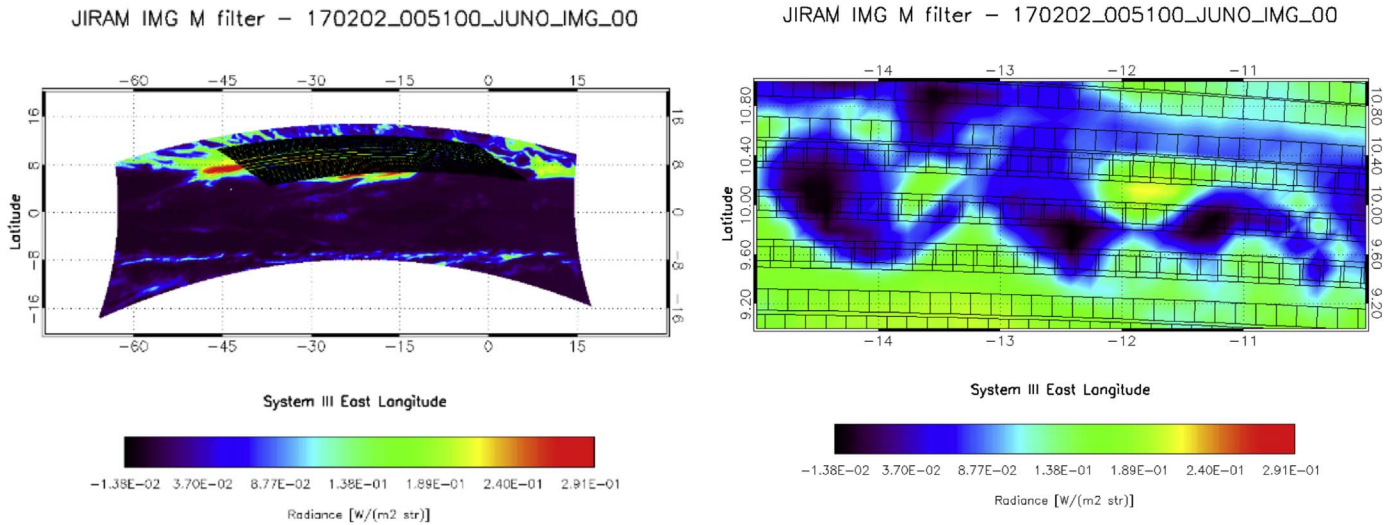 JIRAM IMG M filter – 170202_005100_JUNO_IMG_00
-60 -45 -30 -15 0 15
16 16
8 8
0 0
-8 -8
-16 -16
Latitude
-60 -45 -30 -15 0 15
System III East Longitude
-1.38E-02 3.70E-02 8.77E-02 1.38E-01 1.89E-01 2.40E-01 2.91E-01
Radiance [W/(m2 str)]
JIRAM IMG M filter – 170202_005100_JUNO_IMG_00
-14 -13 -12 -11
10.80 10.80
10.40 10.40
10.00 10.00
9.60 9.60
9.20 9.20
Latitude
-14 -13 -12 -11
System III East Longitude
-1.38E-02 3.70E-02 8.77E-02 1.38E-01 1.89E-01 2.40E-01 2.91E-01
Radiance [W/(m2 str)]